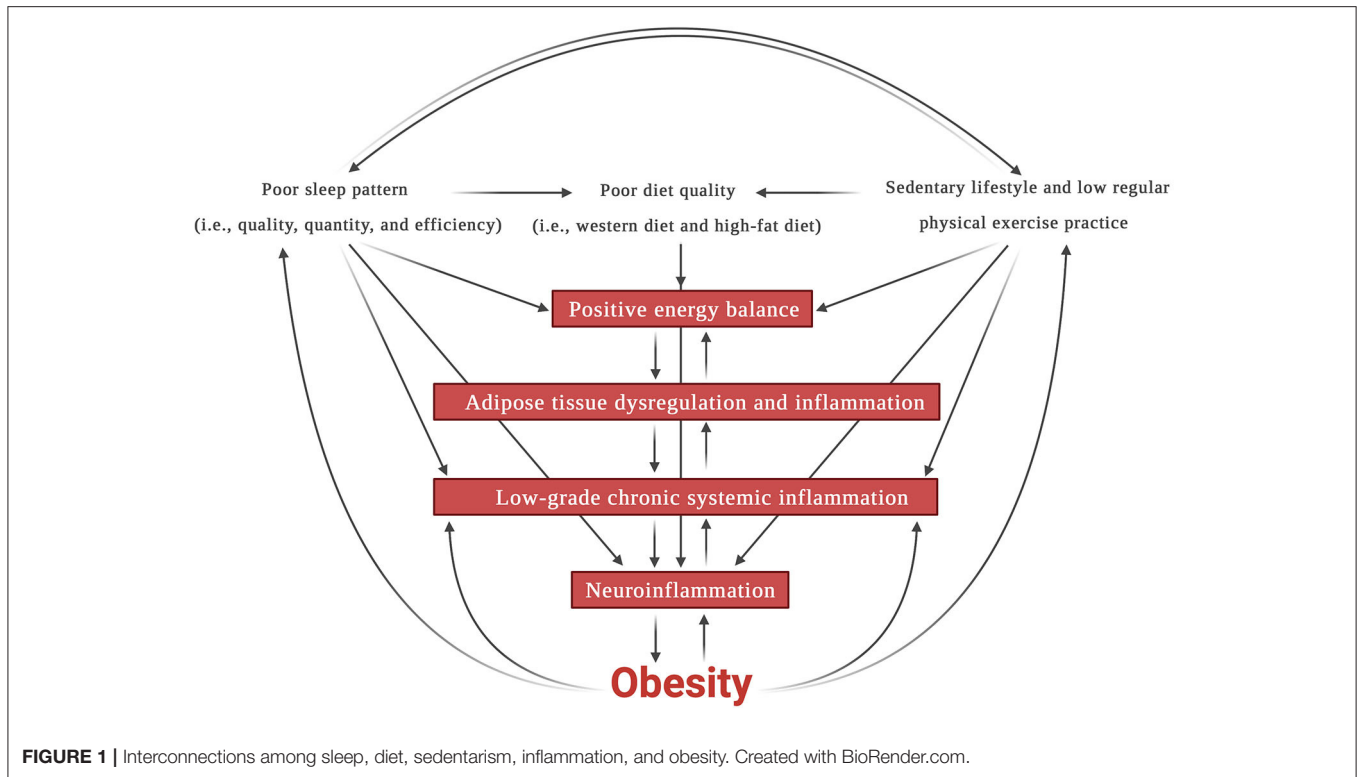 Poor sleep pattern
(i.e., quality, quantity, and efficiency)
Poor diet quality
(i.e., western diet and high-fat diet)
Sedentary lifestyle and low regular
physical exercise practice
Positive energy balance
Adipose tissue dysregulation and inflammation
Low-grade chronic systemic inflammation
Neuroinflammation
Obesity
FIGURE 1 | Interconnections among sleep, diet, sedentarism, inflammation, and obesity. Created with BioRender.com.